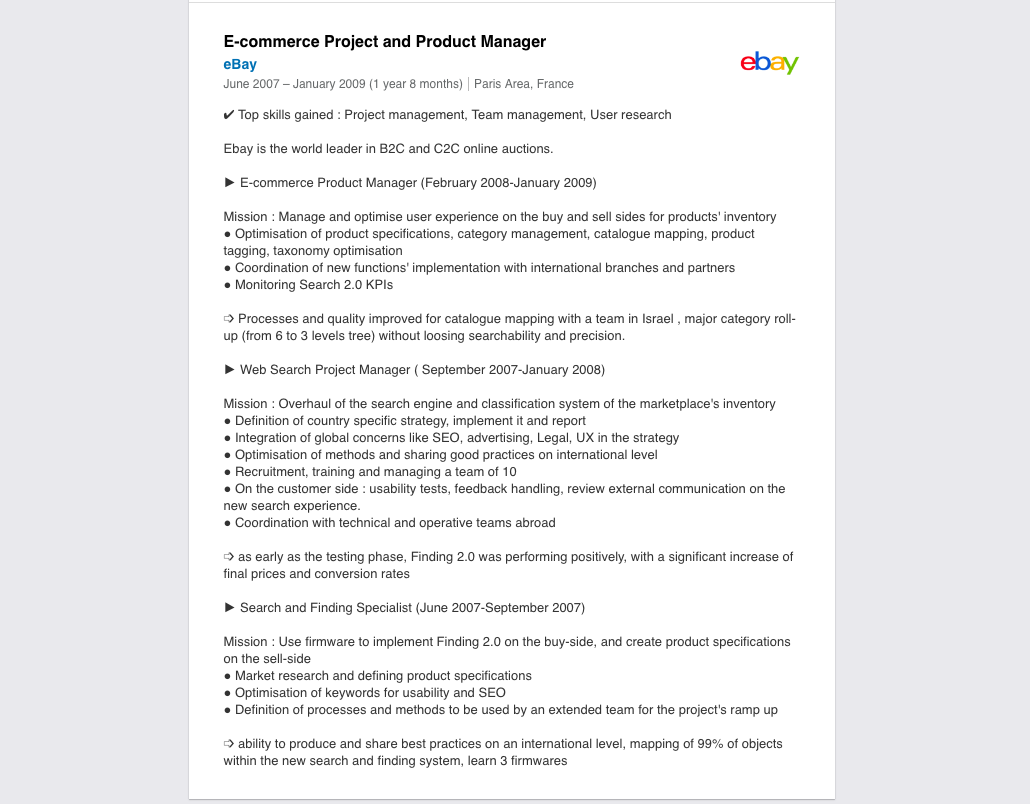 E-commerce Project and Product Manager
eBay
ebay
June 2007 – January 2009 (1 year 8 months) | Paris Area, France
✔ Top skills gained : Project management, Team management, User research
Ebay is the world leader in B2C and C2C online auctions.
► E-commerce Product Manager (February 2008-January 2009)
Mission : Manage and optimise user experience on the buy and sell sides for products' inventory
● Optimisation of product specifications, category management, catalogue mapping, product
tagging, taxonomy optimisation
● Coordination of new functions' implementation with international branches and partners
● Monitoring Search 2.0 KPIs
➩ Processes and quality improved for catalogue mapping with a team in Israel , major category roll-
up (from 6 to 3 levels tree) without loosing searchability and precision.
► Web Search Project Manager ( September 2007-January 2008)
Mission : Overhaul of the search engine and classification system of the marketplace's inventory
● Definition of country specific strategy, implement it and report
● Integration of global concerns like SEO, advertising, Legal, UX in the strategy
● Optimisation of methods and sharing good practices on international level
● Recruitment, training and managing a team of 10
● On the customer side : usability tests, feedback handling, review external communication on the
new search experience.
● Coordination with technical and operative teams abroad
➩ as early as the testing phase, Finding 2.0 was performing positively, with a significant increase of
final prices and conversion rates
► Search and Finding Specialist (June 2007-September 2007)
Mission : Use firmware to implement Finding 2.0 on the buy-side, and create product specifications
on the sell-side
● Market research and defining product specifications
● Optimisation of keywords for usability and SEO
● Definition of processes and methods to be used by an extended team for the project's ramp up
➩ ability to produce and share best practices on an international level, mapping of 99% of objects
within the new search and finding system, learn 3 firmwares